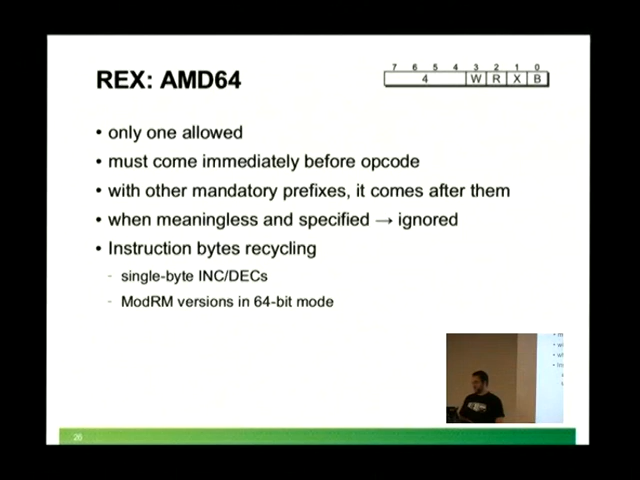 REX: AMD64
7 6 5 4 3 2 1 0
4 W R X B
• only one allowed
• must come immediately before opcode
• with other mandatory prefixes, it comes after them
• when meaningless and specified → ignored
• Instruction bytes recycling
- single-byte INC/DECs
- ModRM versions in 64-bit mode
26